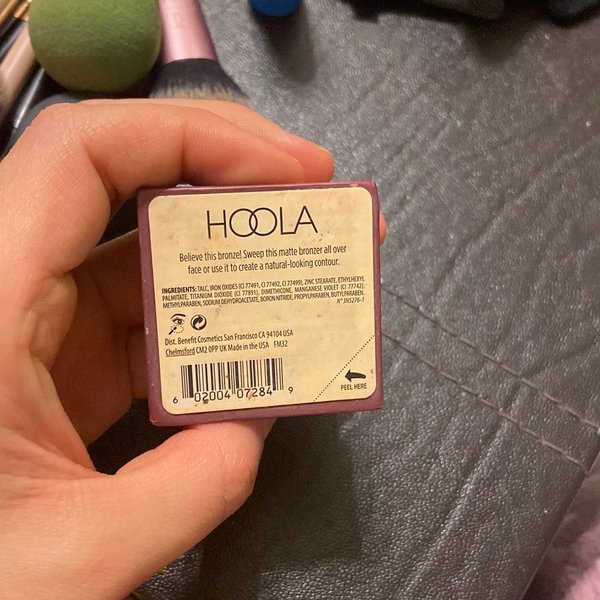 HOOLA
Believe this bronze! Sweep this matte bronzer all over
face or use it to create a natural-looking contour.
INGREDIENTS: TALC, IRON OXIDES (CI 77491, CI 77492, CI 77499), ZINC STEARATE, ETHYLHEXYL
PALMITATE, TITANIUM DIOXIDE (CI 77891), DIMETHICONE, MANGANESE VIOLET (CI 77742),
METHYLPARABEN, SODIUM DEHYDROACETATE, BORON NITRIDE, PROPYLPARABEN, BUTYLPARABEN.
N° 395276-1
Dist. Benefit Cosmetics San Francisco CA 94104 USA
Chelmsford CM2 0PP UK Made in the USA FM32
PEEL HERE
6 02004 07284 9